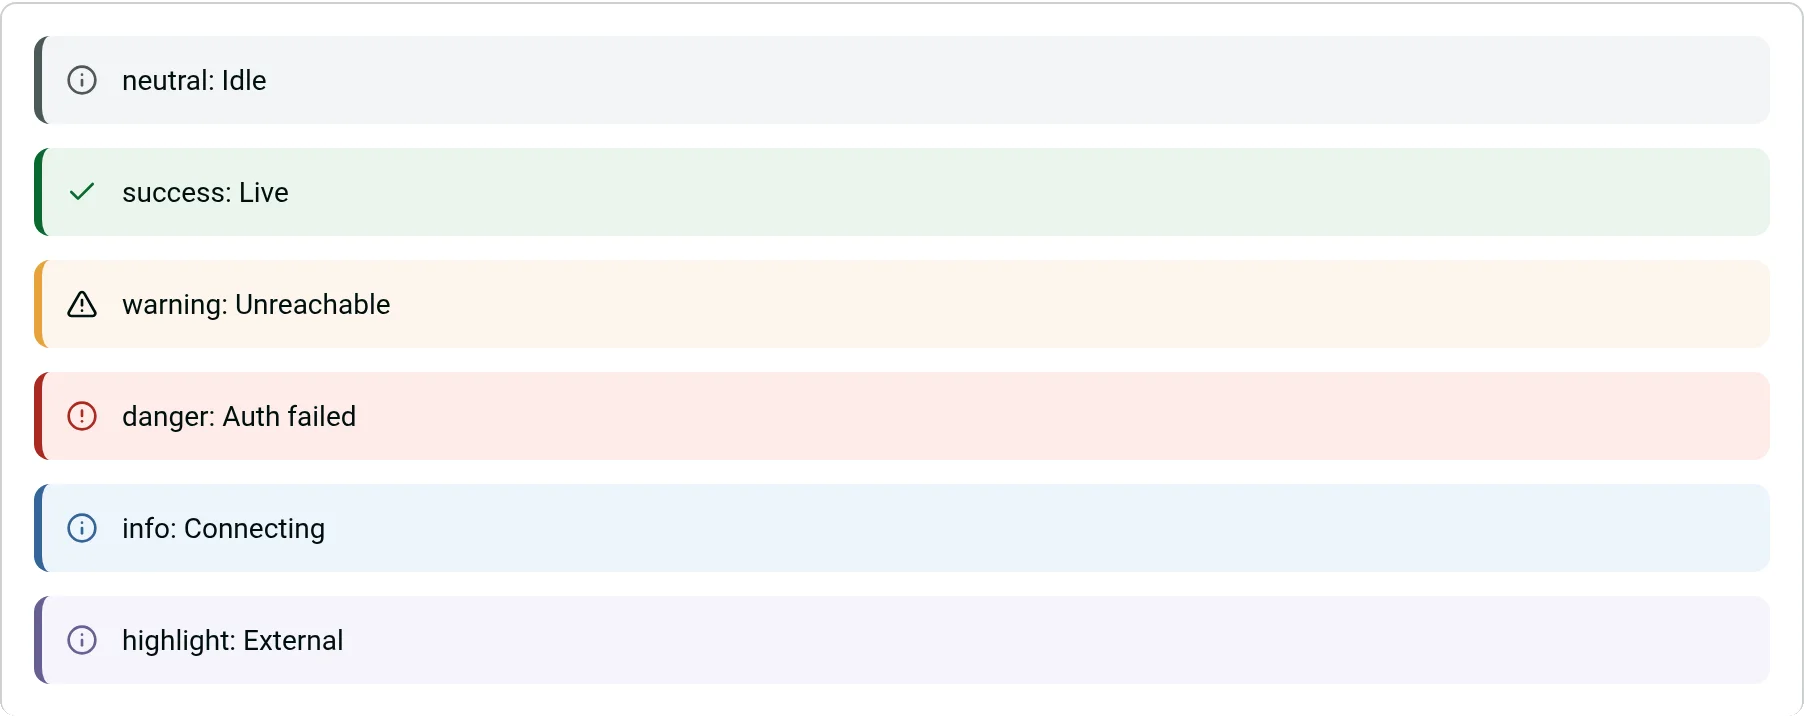 neutral: Idle
success: Live
warning: Unreachable
danger: Auth failed
info: Connecting
highlight: External